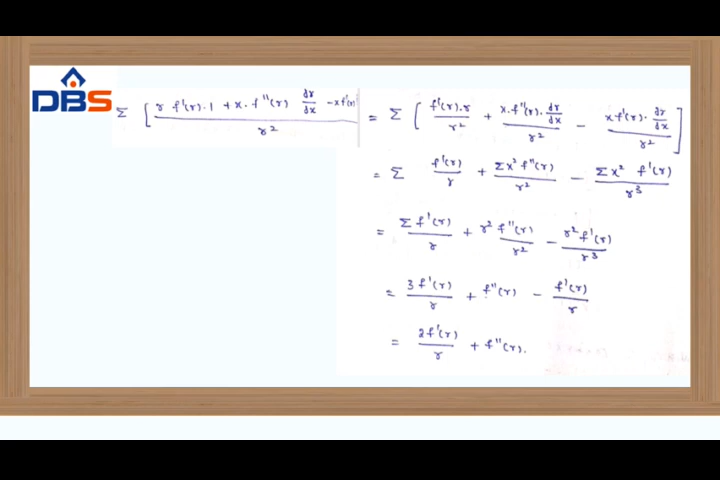 DBS
Σ [ r f'(r).1 + x. f''(r) dr/dx - x f'(r) / r²
= Σ [ f'(r).r / r² + x.f''(r). dr/dx / r² - x f'(r). dr/dx / r² ]
= Σ f'(r) / r + Σx² f''(r) / r² - Σx² f'(r) / r³
= Σ f'(r) / r + r² f''(r) / r² - r² f'(r) / r³
= 3 f'(r) / r + f''(r) - f'(r) / r
= 2f'(r) / r + f''(r).